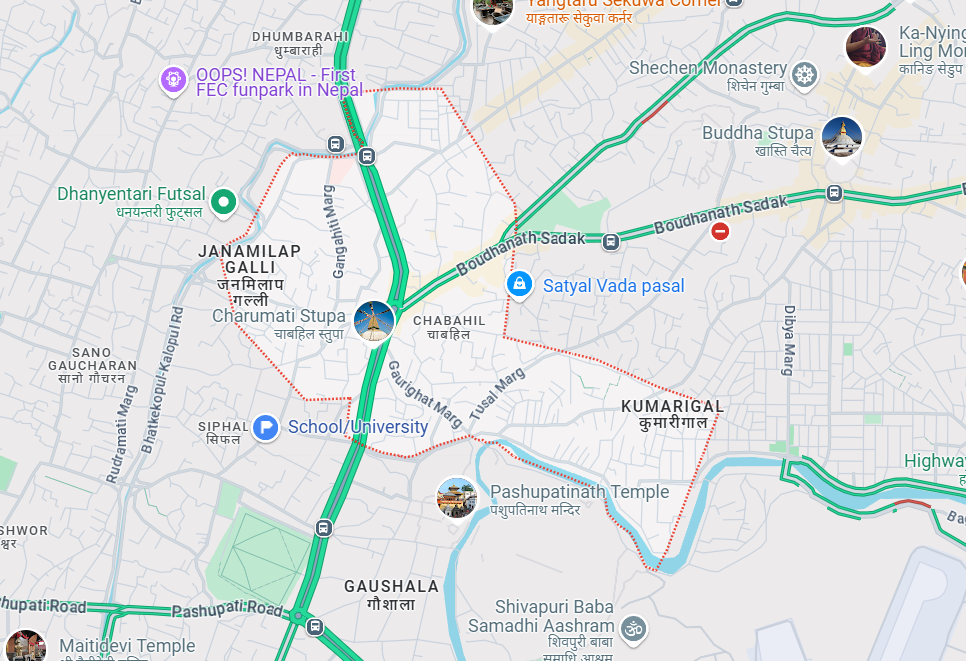 Yangtaru Sekuwa Corner
याङ्गतारू सेकुवा कर्नर
DHUMBARAHI
धुम्बाराही
Ka-Nying
Ling Mo
कानिङ सेडुप
OOPS! NEPAL - First
FEC funpark in Nepal
Shechen Monastery
शिचेन गुम्बा
Buddha Stupa
खास्ति चैत्य
Dhanyentari Futsal
धनयन्तरी फुट्सल
Gangahiti Marg
Boudhanath Sadak
Boudhanath Sadak
JANAMILAP
GALLI
जनमिलाप
गल्ली
Satyal Vada pasal
Charumati Stupa
चाबहिल स्तुपा
CHABAHIL
चाबहिल
Dibya Marg
SANO
GAUCHARAN
सानो गौचरन
Bhatkekopul-Kalopul Rd
Rudramati Marg
Gaurighat Marg
Tusal Marg
KUMARIGAL
कुमारीगाल
SIPHAL
सिफल
School/University
Highway
Pashupatinath Temple
पशुपतिनाथ मन्दिर
SHWOR
श्वर
Ba
GAUSHALA
गौशाला
hupati Road
Pashupati Road
Shivapuri Baba
Samadhi Aashram
शिवपुरी बाबा
समाधि आश्रम
Maitidevi Temple